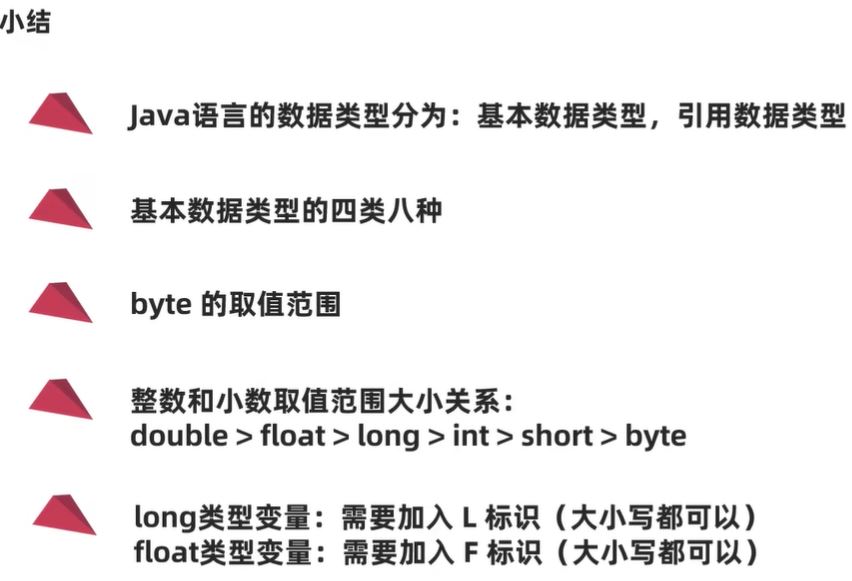 小结
Java语言的数据类型分为：基本数据类型，引用数据类型
基本数据类型的四类八种
byte 的取值范围
整数和小数取值范围大小关系：
double > float > long > int > short > byte
long类型变量：需要加入 L 标识（大小写都可以）
float类型变量：需要加入 F 标识（大小写都可以）